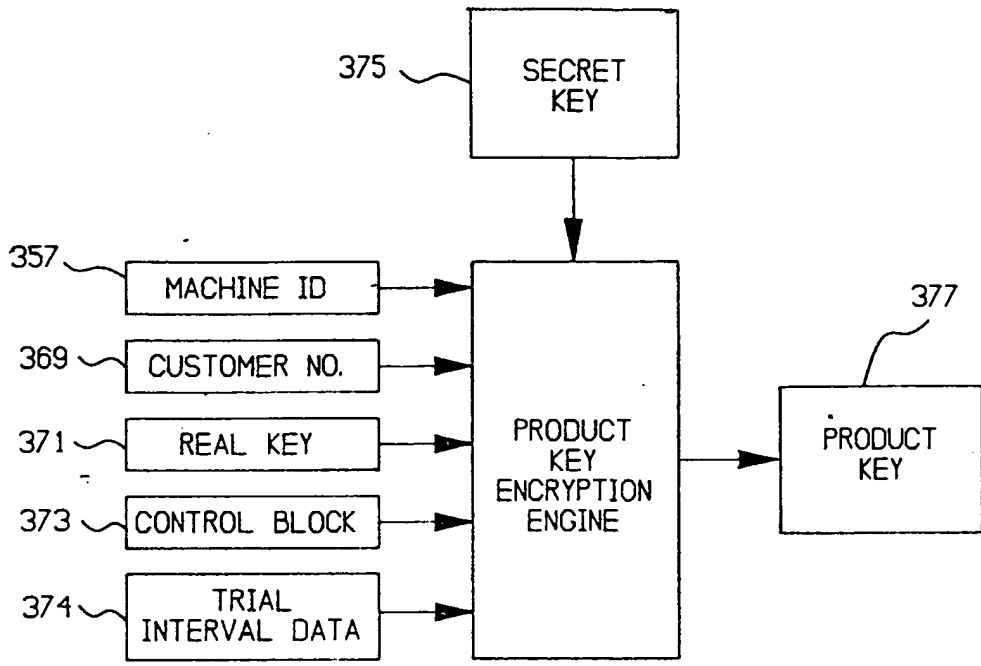 375
SECRET
KEY
357
MACHINE ID
369
CUSTOMER NO.
371
REAL KEY
373
CONTROL BLOCK
374
TRIAL
INTERVAL DATA
PRODUCT
KEY
ENCRYPTION
ENGINE
377
PRODUCT
KEY